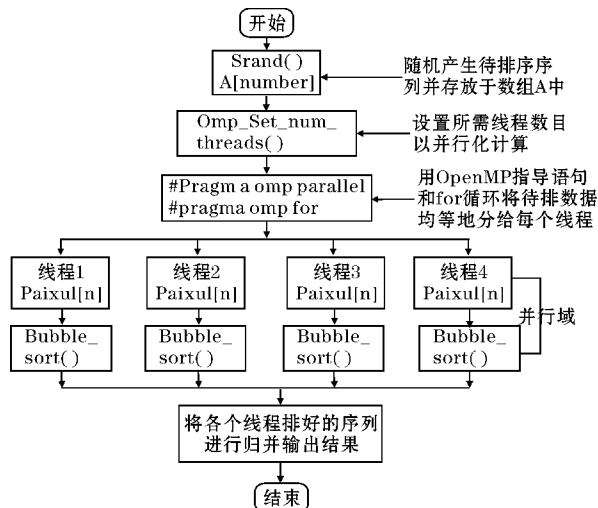 开始
Srand()
A[number]
随机产生待排序序
列并存放于数组A中
Omp_Set_num_
threads()
设置所需线程数目
以并行化计算
#Pragm a omp parallel
#pragma omp for
用OpenMP指导语句
和for循环将待排数据
均等地分给每个线程
线程1
Paixul[n]
线程2
Paixul[n]
线程3
Paixul[n]
线程4
Paixul[n]
并行域
Bubble_
sort()
Bubble_
sort()
Bubble_
sort()
Bubble_
sort()
将各个线程排好的序列
进行归并输出结果
结束